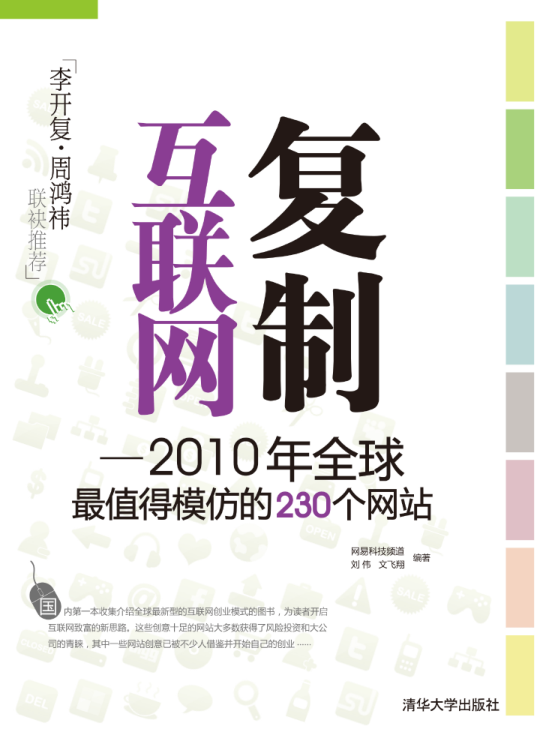 「李开复·周鸿祎
联袂推荐」
复制
互联网
—2010年全球
最值得模仿的230个网站
网易科技频道
刘 伟 文飞翔 编著
国内第一本收集介绍全球最新型的互联网创业模式的图书，为读者开启
互联网致富的新思路。这些创意十足的网站大多数获得了风险投资和大公
司的青睐，其中一些网站创意已被不少人借鉴并开始自己的创业……
清华大学出版社
SALE
OPEN
SALE
DEL